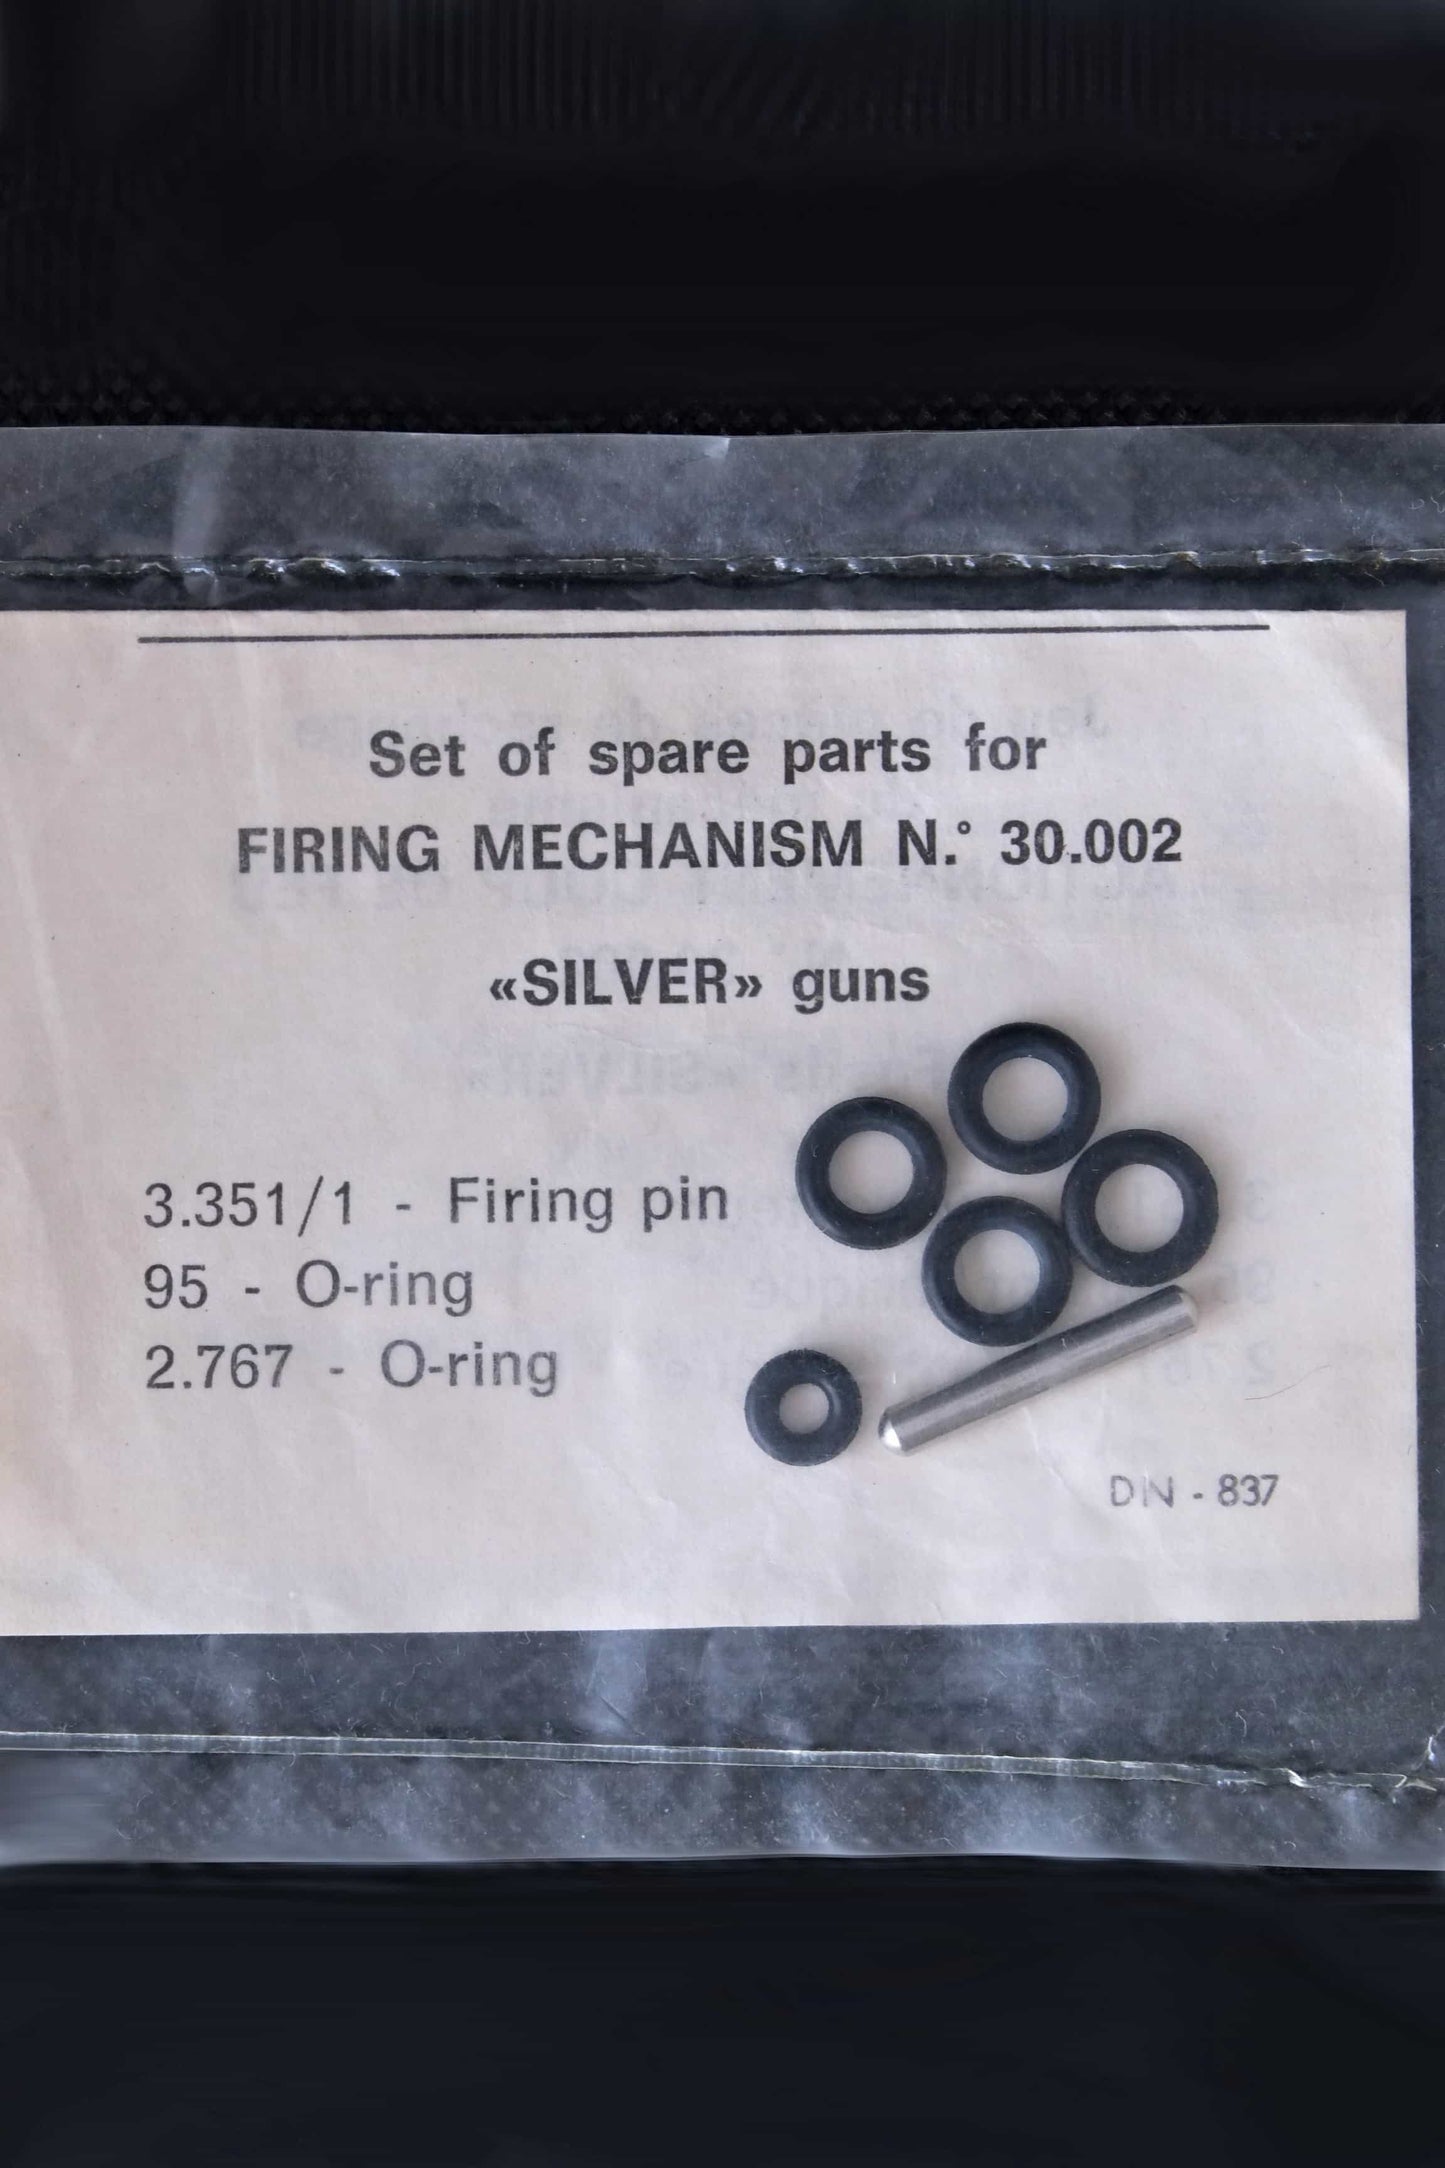 Set of spare parts for
FIRING MECHANISM N.° 30.002
«SILVER» guns
3.351/1 - Firing pin
95 - O-ring
2.767 - O-ring
DN - 837